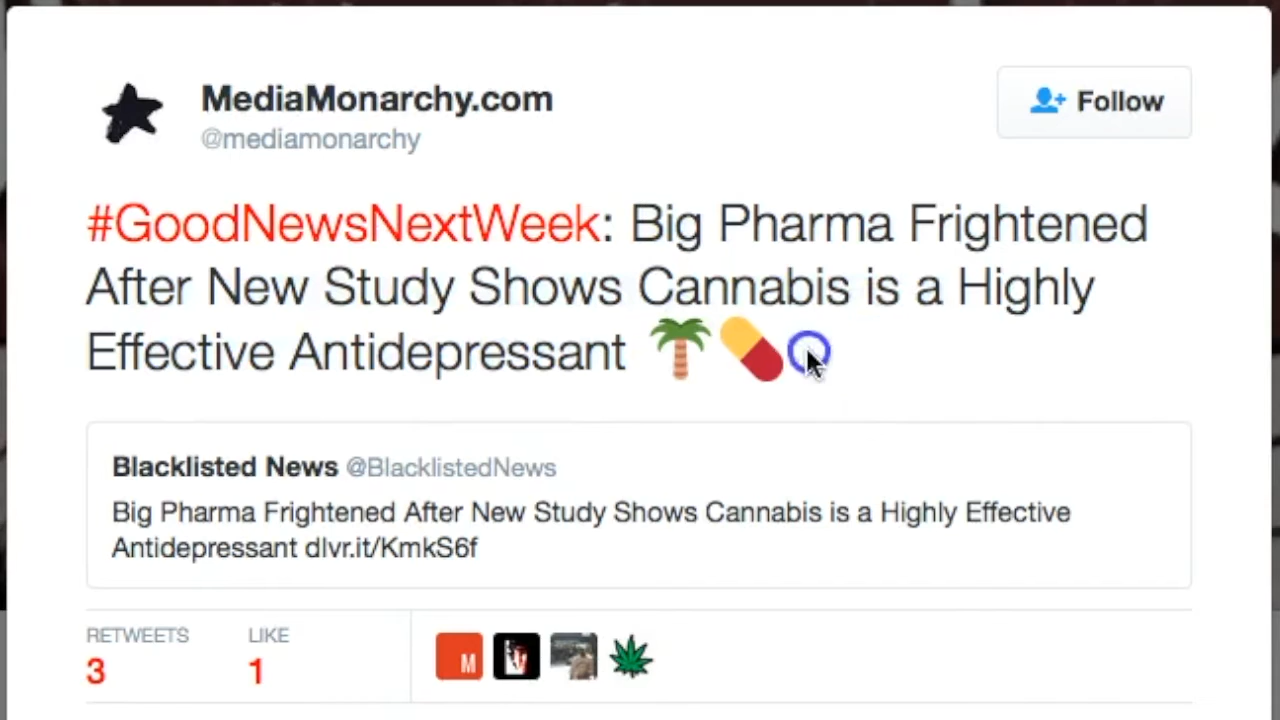 MediaMonarchy.com
@mediamonarchy
Follow
#GoodNewsNextWeek: Big Pharma Frightened
After New Study Shows Cannabis is a Highly
Effective Antidepressant
Blacklisted News @BlacklistedNews
Big Pharma Frightened After New Study Shows Cannabis is a Highly Effective
Antidepressant dlvr.it/KmkS6f
RETWEETS LIKE
3 1
M